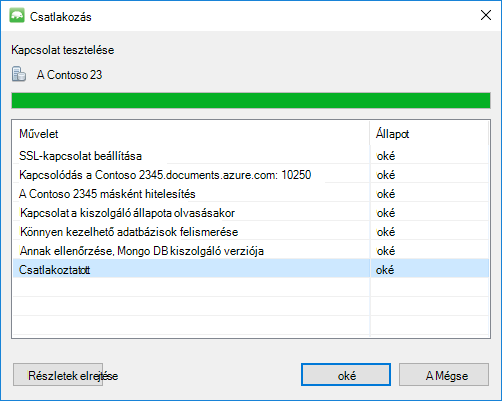 Csatlakozás
Kapcsolat tesztelése
A Contoso 23
Művelet Állapot
SSL-kapcsolat beállítása oké
Kapcsolódás a Contoso 2345.documents.azure.com: 10250 oké
A Contoso 2345 másként hitelesítés oké
Kapcsolat a kiszolgáló állapota olvasásakor oké
Könnyen kezelhető adatbázisok felismerése oké
Annak ellenőrzése, Mongo DB kiszolgáló verziója oké
Csatlakoztatott oké
Részletek elrejtése oké A Mégse